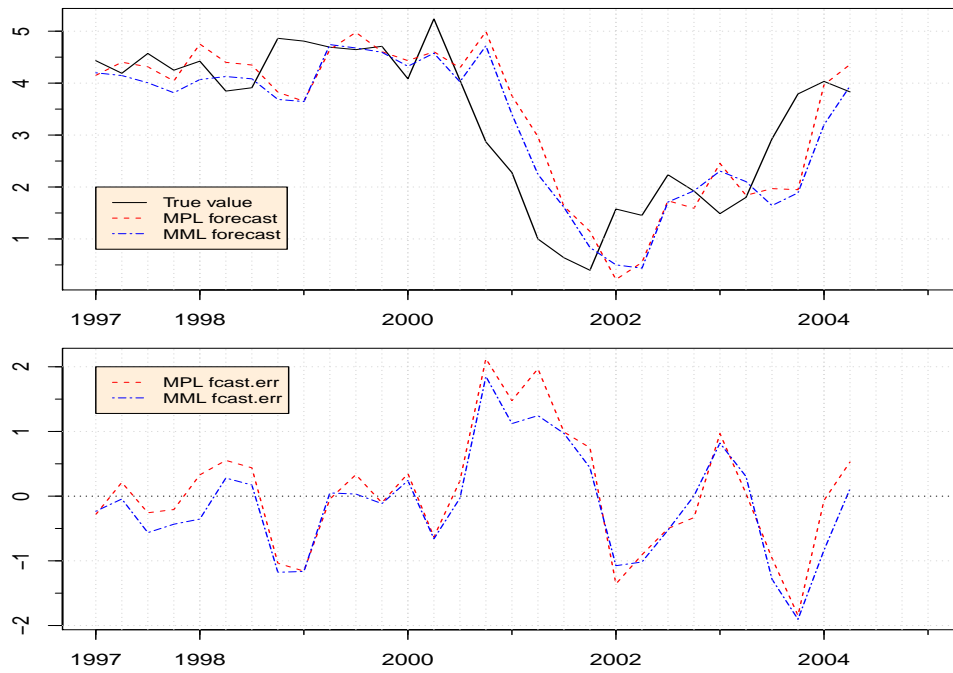 5
4
3
2
1
True value
MPL forecast
MML forecast
1997 1998 2000 2002 2004
2
1
0
−1
−2
MPL fcast.err
MML fcast.err
1997 1998 2000 2002 2004